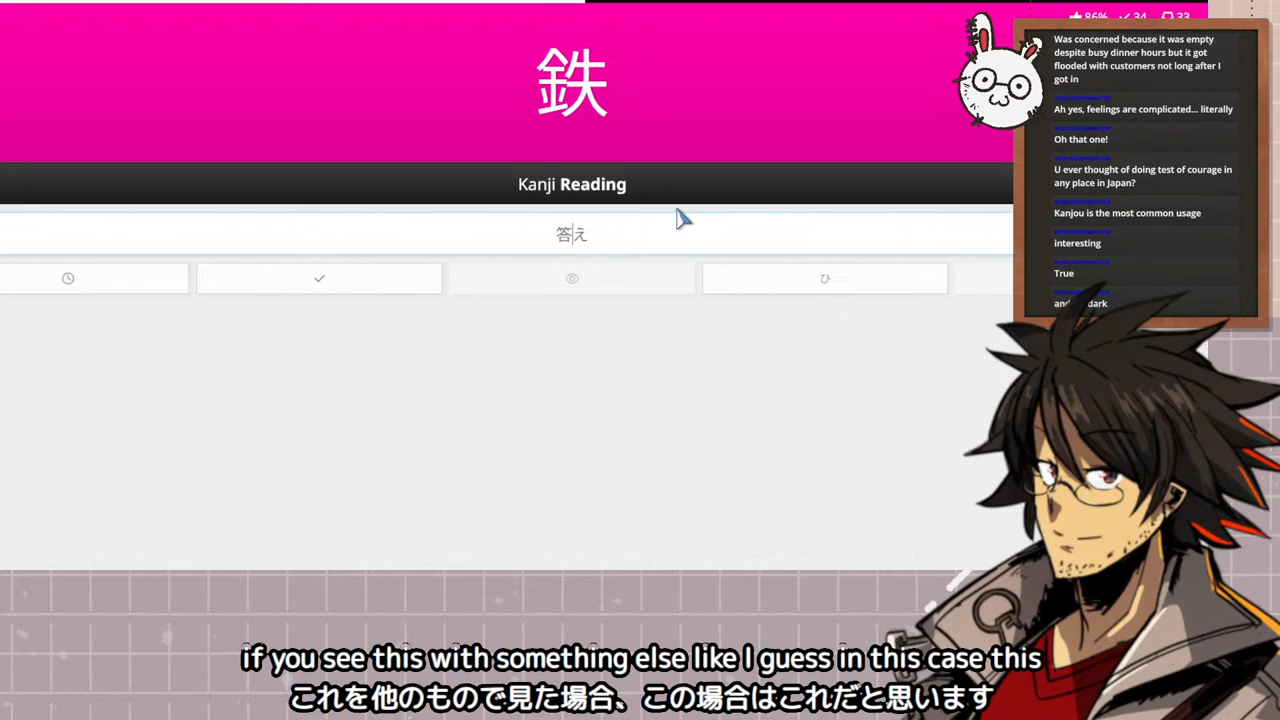 86% 34 33
鉄
Kanji Reading
答え
ひ
Was concerned because it was empty
despite busy dinner hours but it got
flooded with customers not long after I
got in
Ah yes, feelings are complicated... literally
Oh that one!
U ever thought of doing test of courage in
any place in Japan?
Kanjou is the most common usage
interesting
True
dark
if you see this with something else like I guess in this case this
これを他のもので見た場合、この場合はこれだと思います